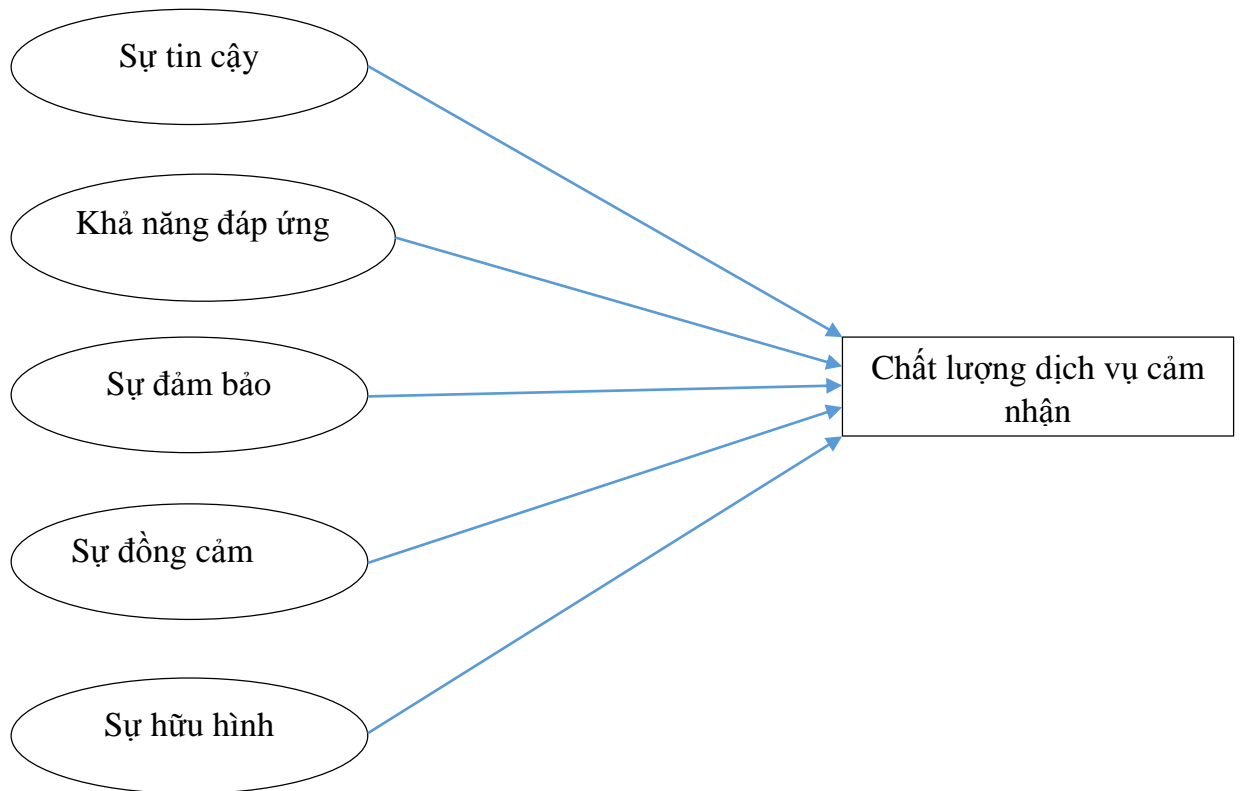 Sự tin cậy
Khả năng đáp ứng
Sự đảm bảo
Sự đồng cảm
Sự hữu hình
Chất lượng dịch vụ cảm
nhận